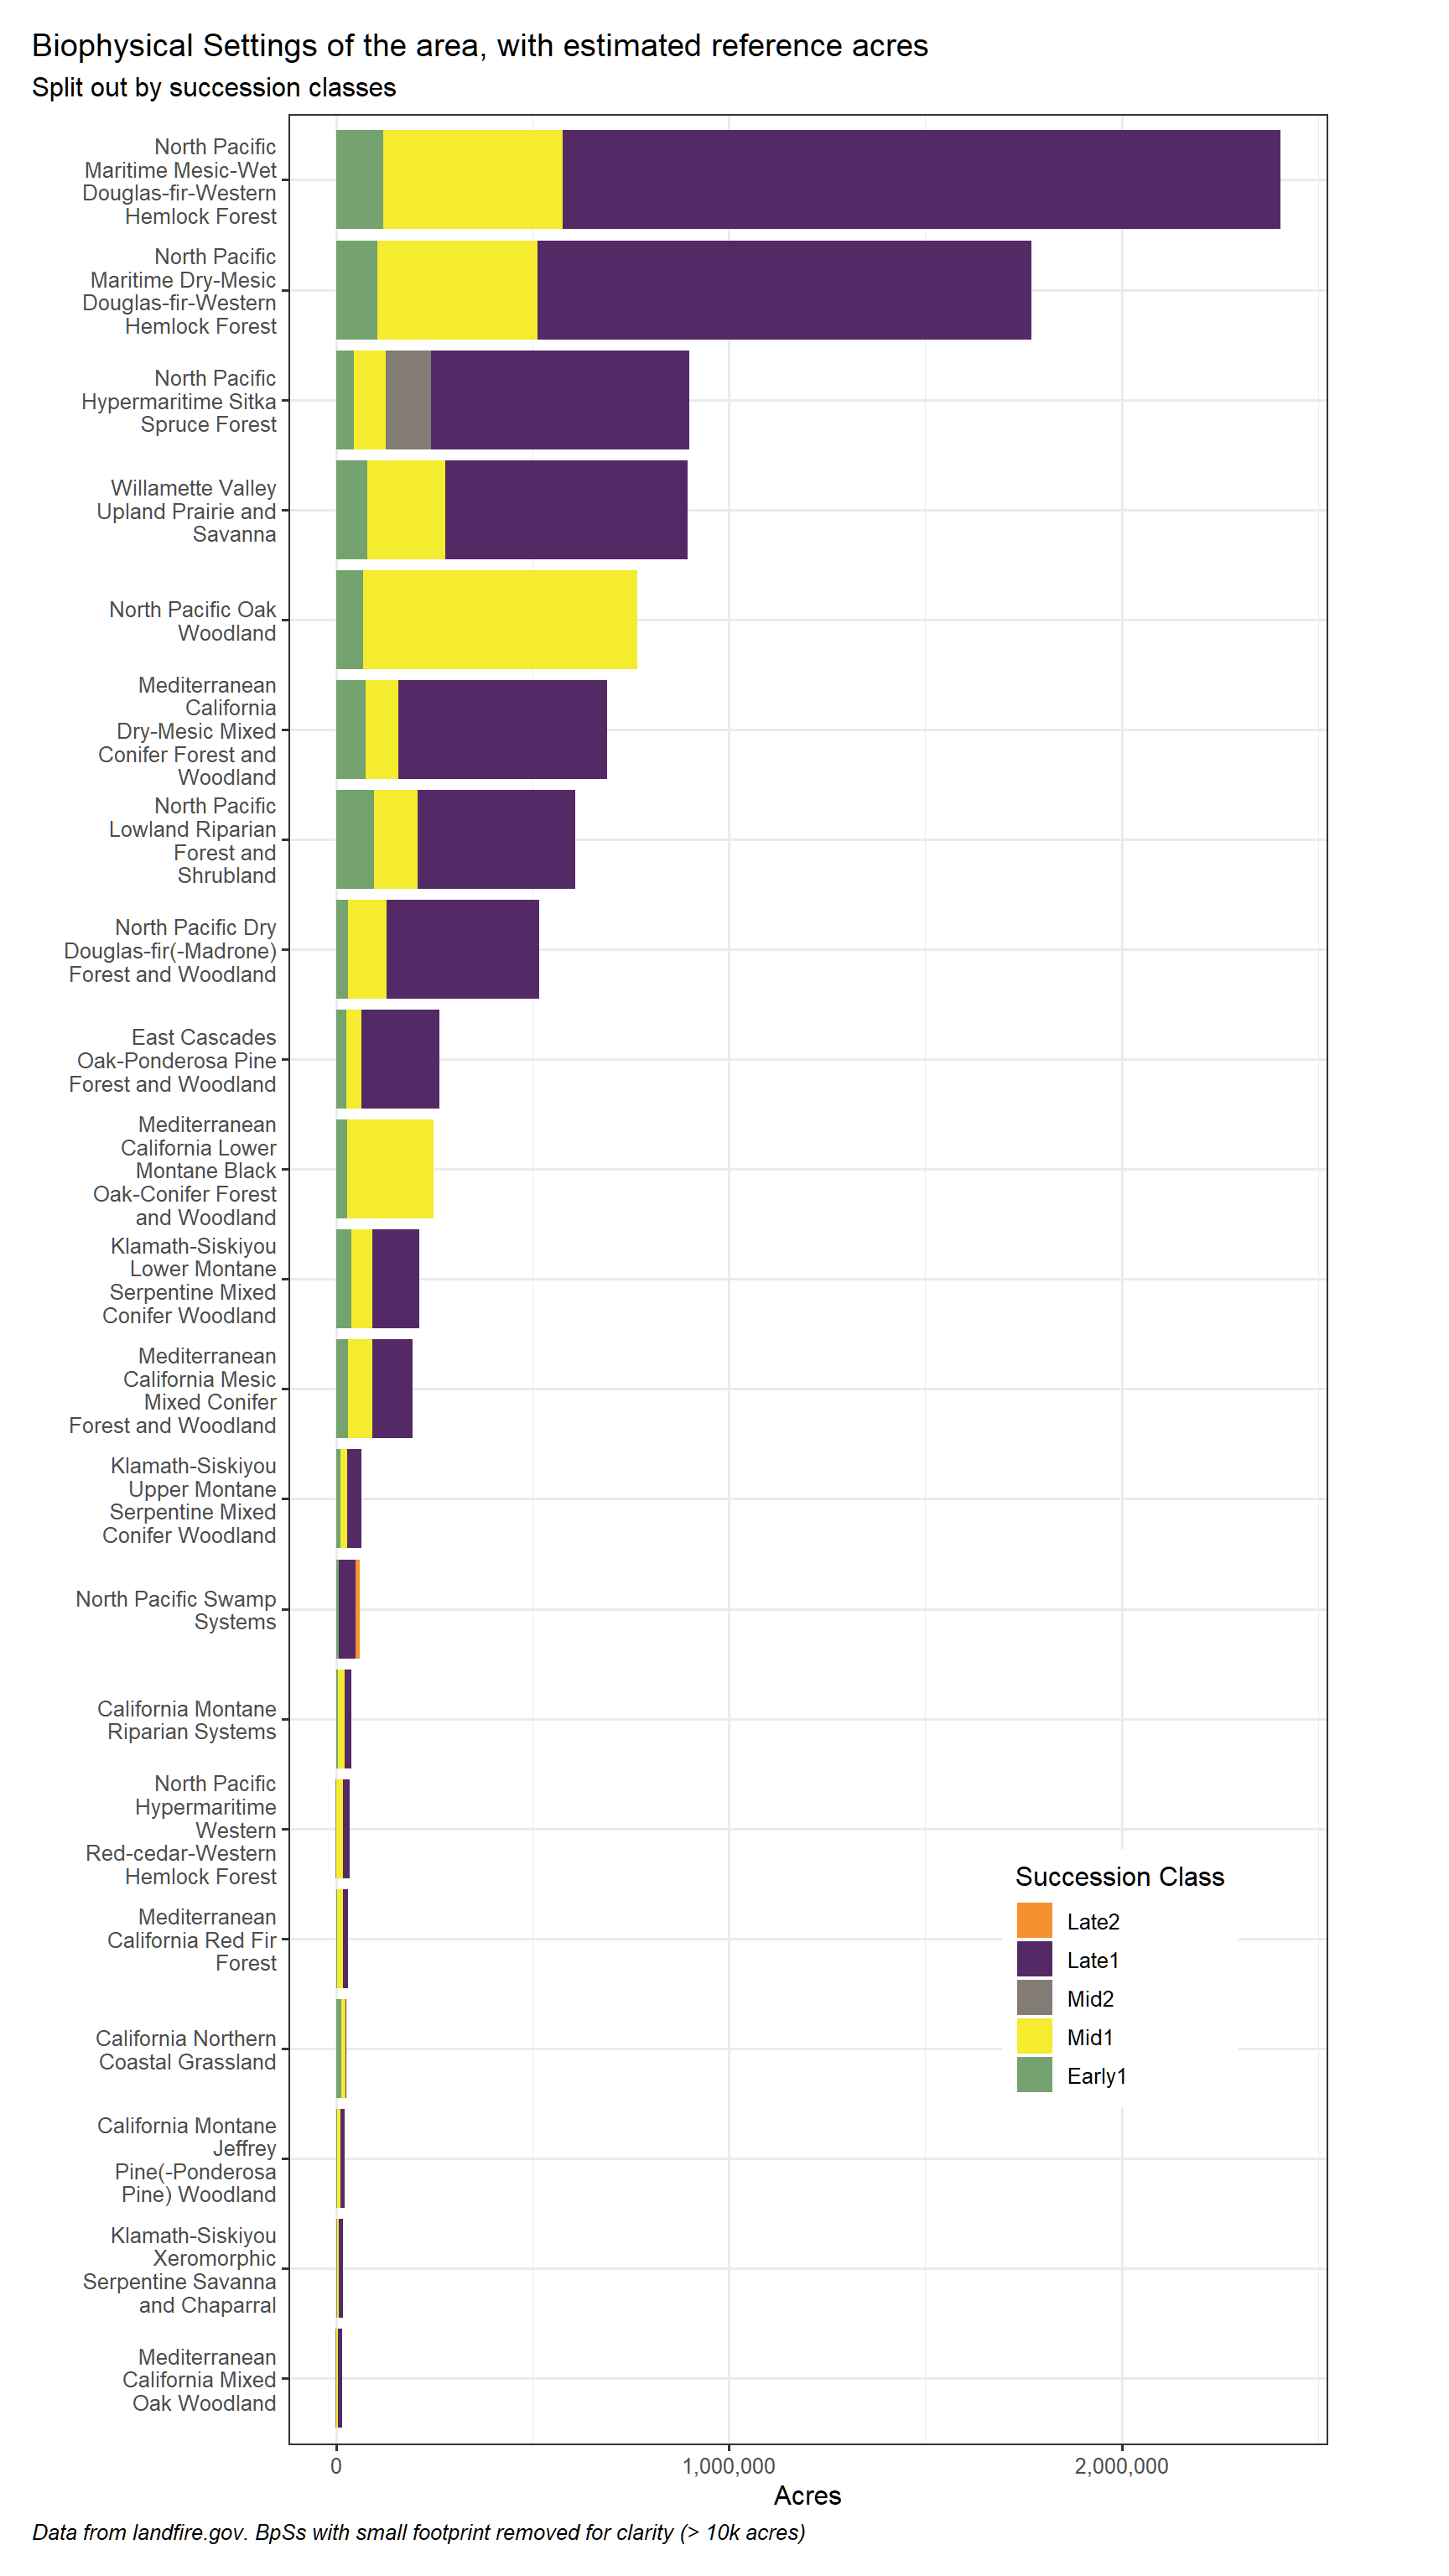 Biophysical Settings of the area, with estimated reference acres
Split out by succession classes
North Pacific
Maritime Mesic-Wet
Douglas-fir-Western
Hemlock Forest
North Pacific
Maritime Dry-Mesic
Douglas-fir-Western
Hemlock Forest
North Pacific
Hypermaritime Sitka
Spruce Forest
Willamette Valley
Upland Prairie and
Savanna
North Pacific Oak
Woodland
Mediterranean
California
Dry-Mesic Mixed
Conifer Forest and
Woodland
North Pacific
Lowland Riparian
Forest and
Shrubland
North Pacific Dry
Douglas-fir(-Madrone)
Forest and Woodland
East Cascades
Oak-Ponderosa Pine
Forest and Woodland
Mediterranean
California Lower
Montane Black
Oak-Conifer Forest
and Woodland
Klamath-Siskiyou
Lower Montane
Serpentine Mixed
Conifer Woodland
Mediterranean
California Mesic
Mixed Conifer
Forest and Woodland
Klamath-Siskiyou
Upper Montane
Serpentine Mixed
Conifer Woodland
North Pacific Swamp
Systems
California Montane
Riparian Systems
North Pacific
Hypermaritime
Western
Red-cedar-Western
Hemlock Forest
Mediterranean
California Red Fir
Forest
California Northern
Coastal Grassland
California Montane
Jeffrey
Pine(-Ponderosa
Pine) Woodland
Klamath-Siskiyou
Xeromorphic
Serpentine Savanna
and Chaparral
Mediterranean
California Mixed
Oak Woodland
Succession Class
Late2
Late1
Mid2
Mid1
Early1
0
1,000,000
2,000,000
Acres
Data from landfire.gov. BpSs with small footprint removed for clarity (> 10k acres)